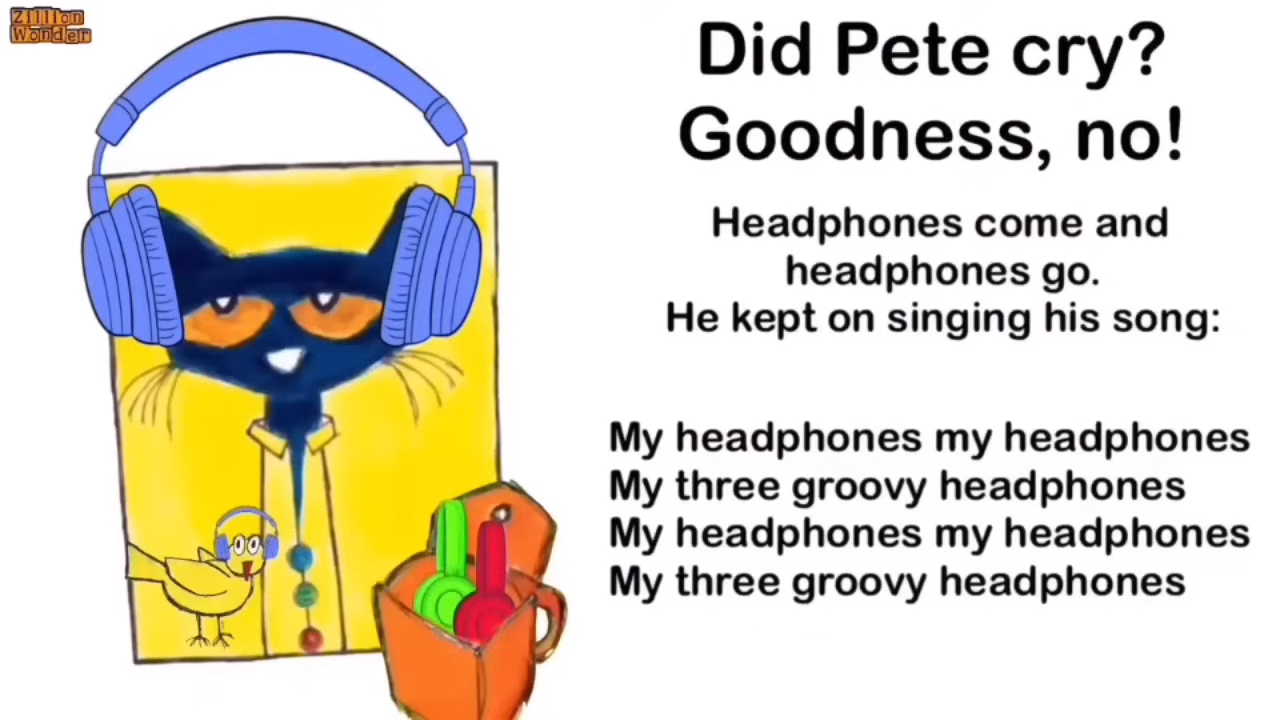 Zillion
Wonder
Did Pete cry?
Goodness, no!
Headphones come and
headphones go.
He kept on singing his song:
My headphones my headphones
My three groovy headphones
My headphones my headphones
My three groovy headphones